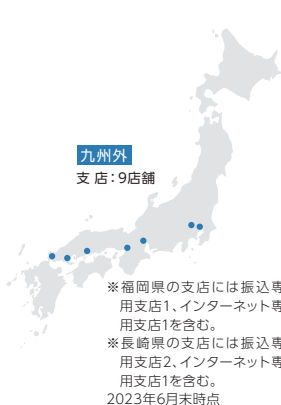 九州外
支 店：9店舗
※福岡県の支店には振込専
用支店1、インターネット専
用支店1を含む。
※長崎県の支店には振込専
用支店2、インターネット専
用支店1を含む。
2023年6月末時点